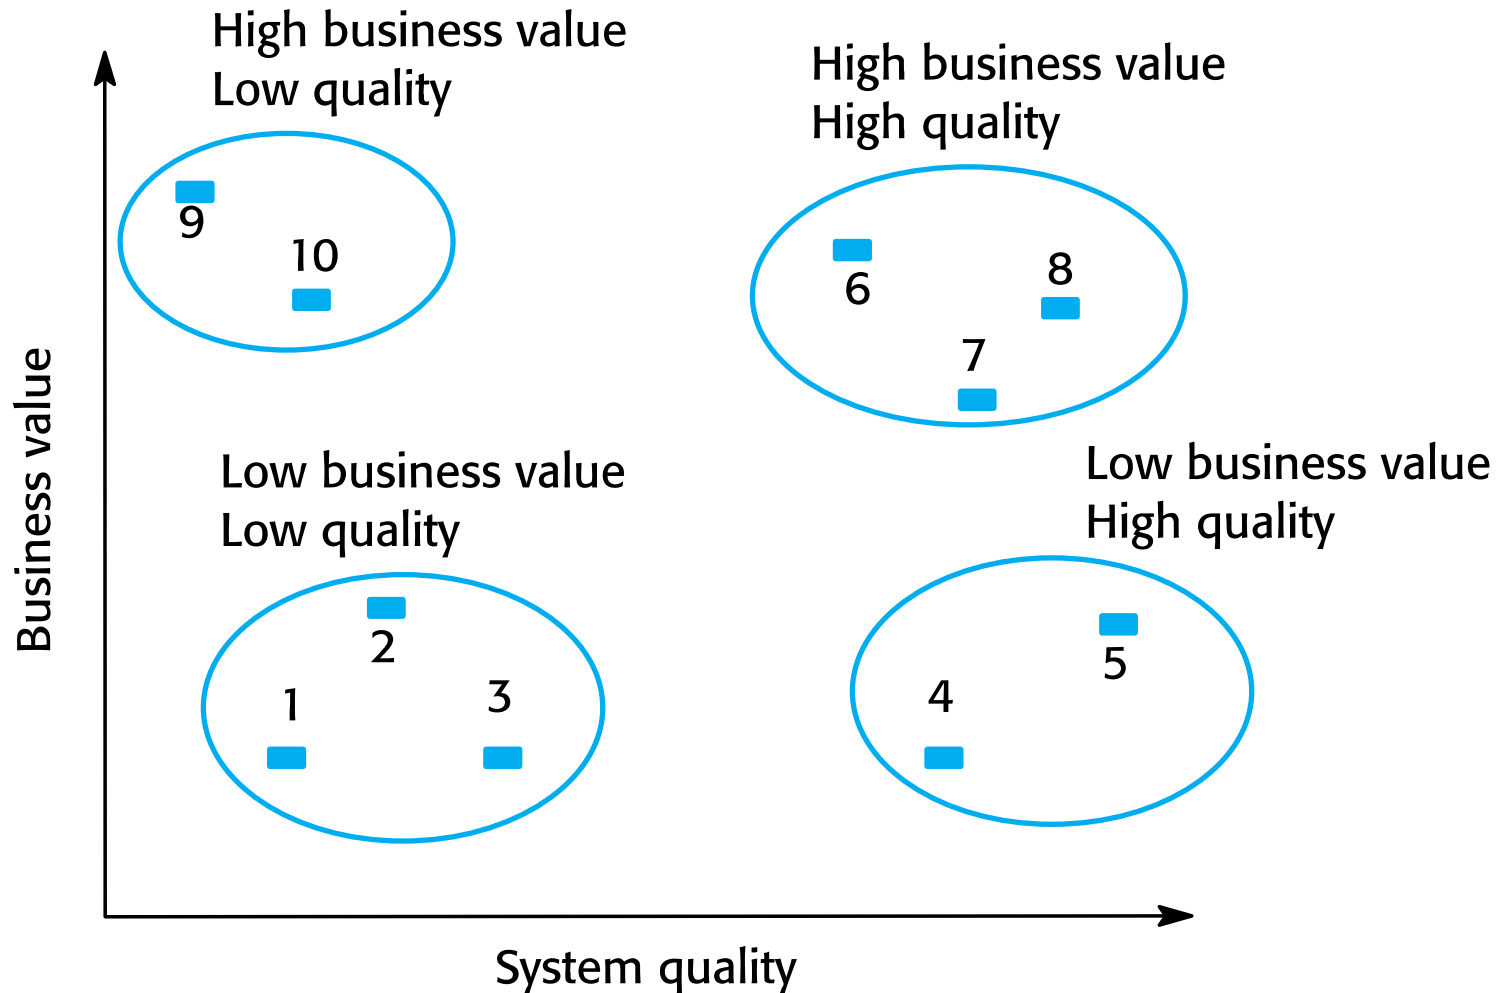 High business value
Low quality
High business value
High quality
9
10
6
8
7
Business value
Low business value
Low quality
Low business value
High quality
2
1
3
5
4
System quality